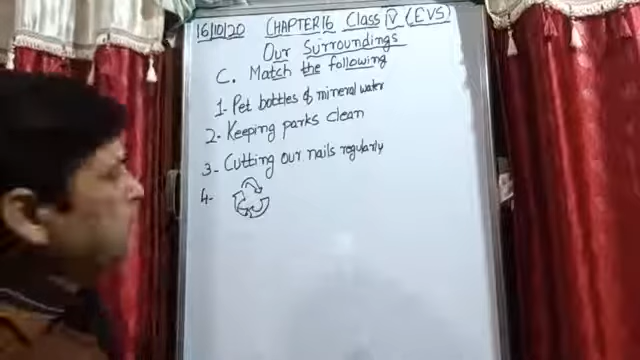 16/10/20 CHAPTER 16 Class V (EVS)
Our Surroundings
C. Match the following
1- Pet bottles of mineral water
2- Keeping parks clean
3- Cutting our nails regularly
4-